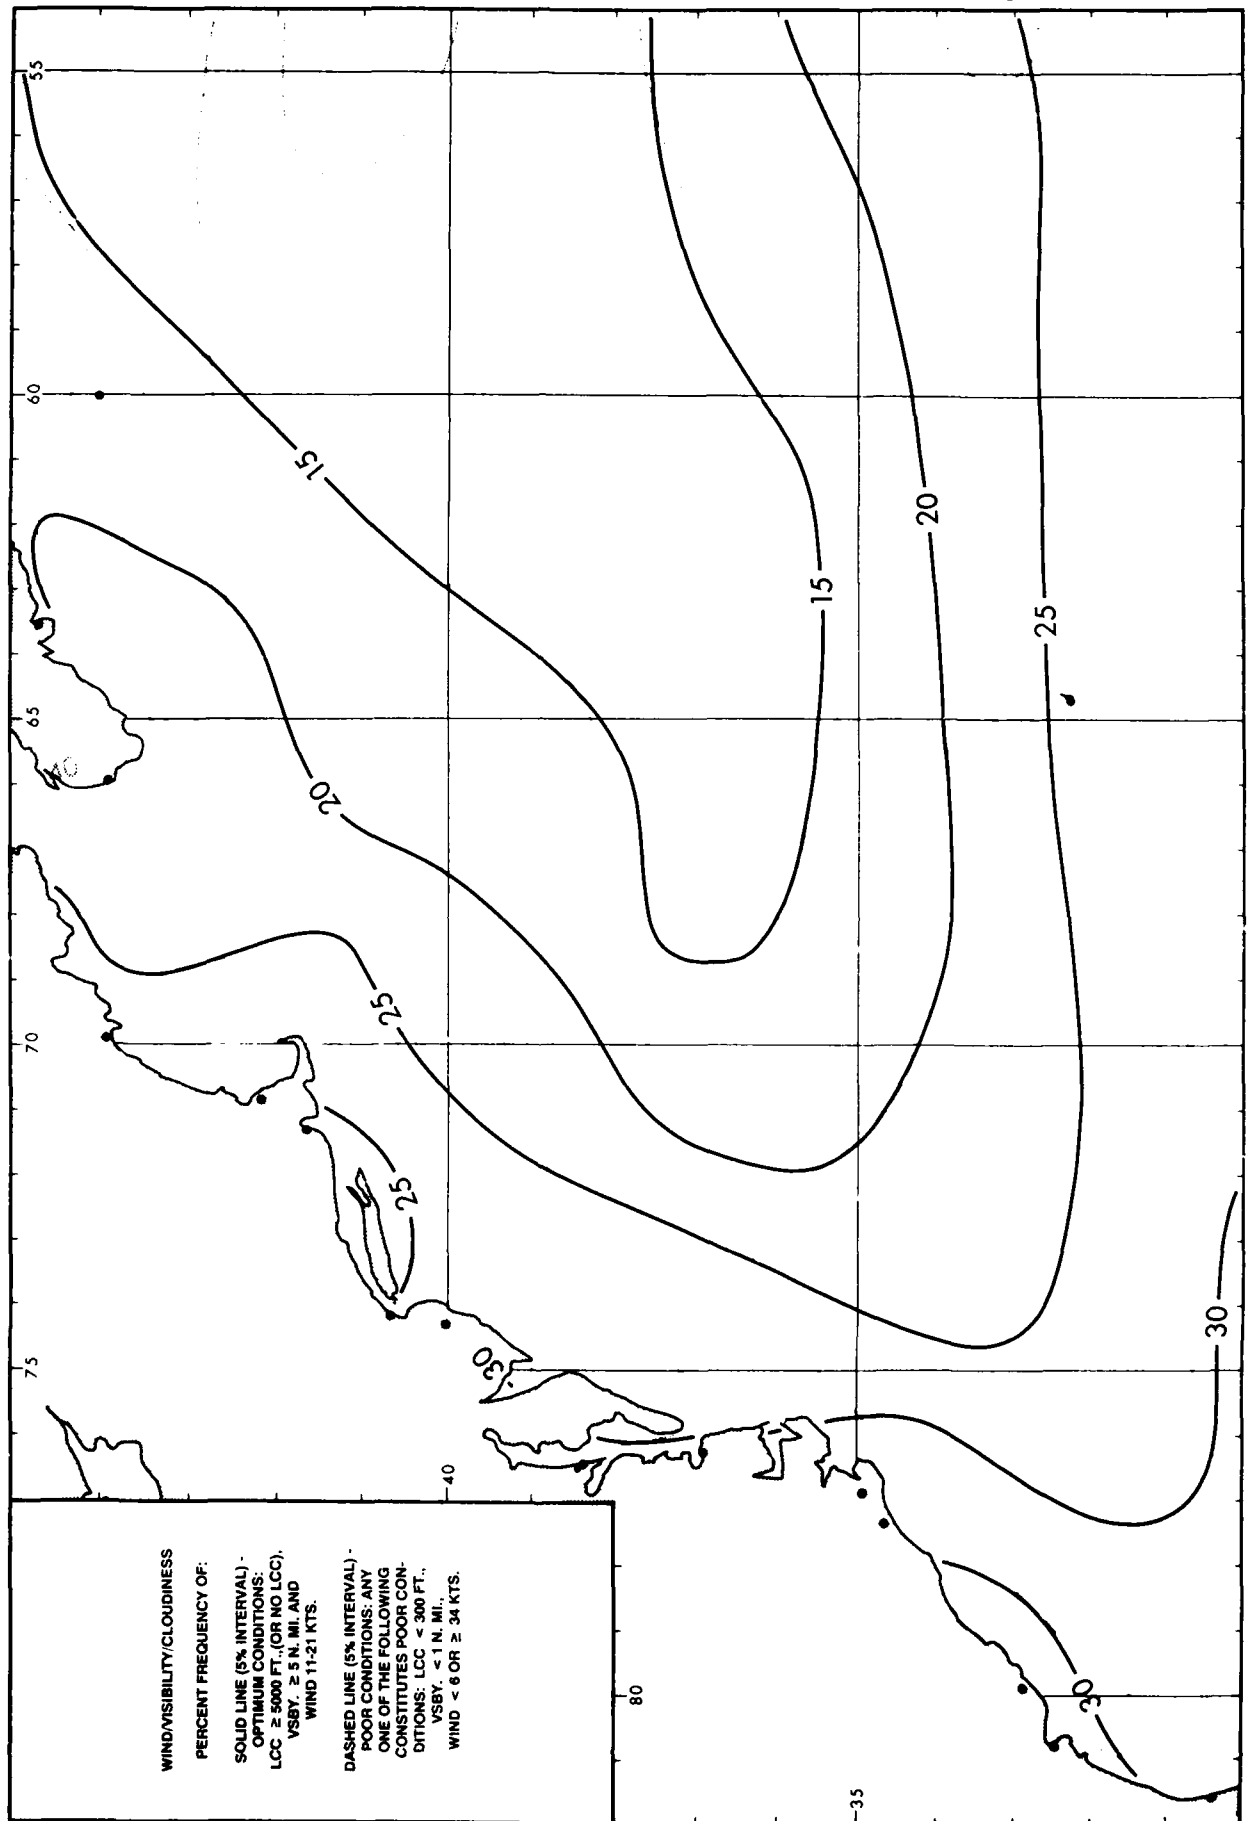 WIND/VISIBILITY/CLOUDINESS
PERCENT FREQUENCY OF:
SOLID LINE (5% INTERVAL) -
OPTIMUM CONDITIONS:
LCC ≥ 5000 FT.,(OR NO LCC),
VSBY. ≥ 5 N. MI. AND
WIND 11-21 KTS.
DASHED LINE (5% INTERVAL) -
POOR CONDITIONS: ANY
ONE OF THE FOLLOWING
CONSTITUTES POOR CON-
DITIONS: LCC < 300 FT.,
VSBY. < 1 N. MI.,
WIND < 6 OR ≥ 34 KTS.
75
70
65
60
55
80
40
35
15
20
25
25
30
15
20
25
30
30